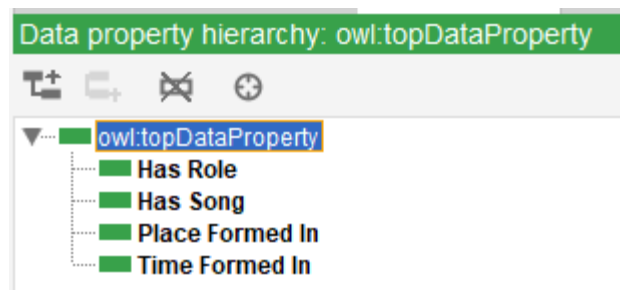 Data property hierarchy: owl:topDataProperty
owl:topDataProperty
Has Role
Has Song
Place Formed In
Time Formed In